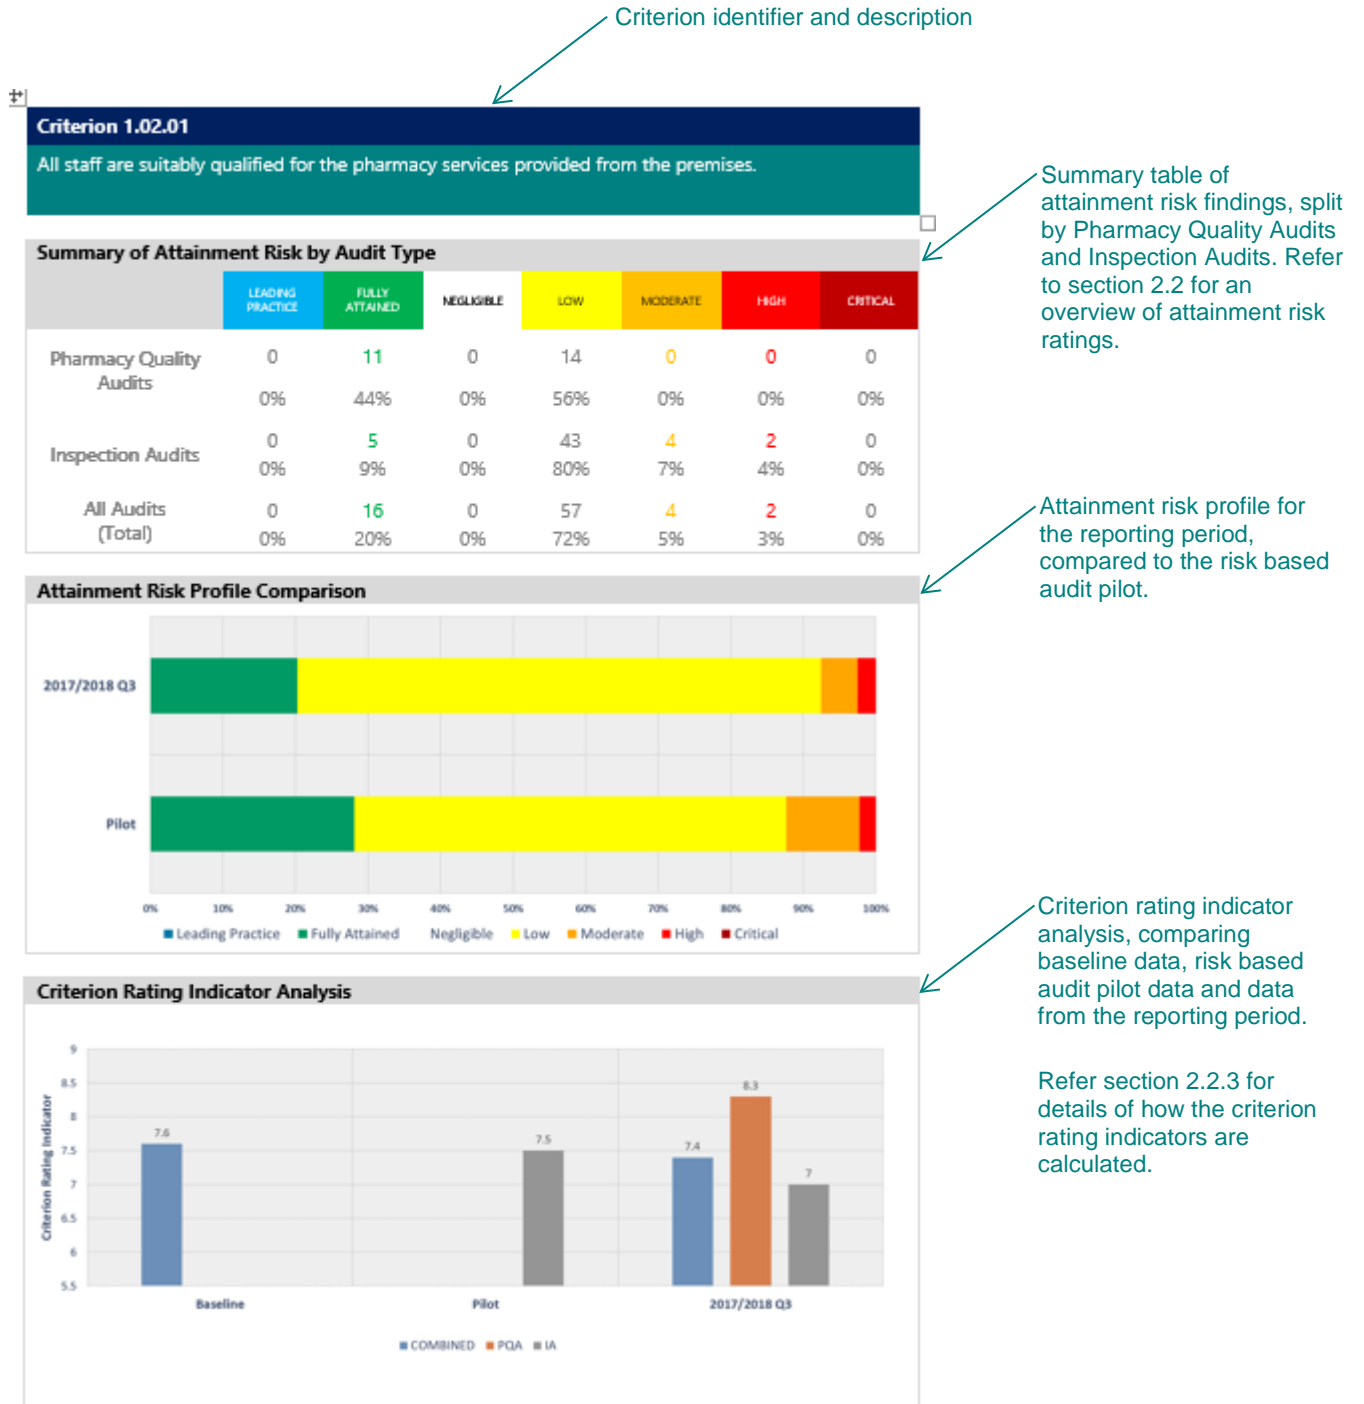 Criterion identifier and description
Criterion 1.02.01
All staff are suitably qualified for the pharmacy services provided from the premises.
Summary table of
attainment risk findings, split
by Pharmacy Quality Audits
and Inspection Audits. Refer
to section 2.2 for an
overview of attainment risk
ratings.
Summary of Attainment Risk by Audit Type
LEADING PRACTICE FULLY ATTAINED NEGLIGIBLE LOW MODERATE HIGH CRITICAL
Pharmacy Quality Audits
0 11 0 14 0 0 0
0% 44% 0% 56% 0% 0% 0%
Inspection Audits
0 5 0 43 4 2 0
0% 9% 0% 80% 7% 4% 0%
All Audits (Total)
0 16 0 57 4 2 0
0% 20% 0% 72% 5% 3% 0%
Attainment risk profile for
the reporting period,
compared to the risk based
audit pilot.
Attainment Risk Profile Comparison
2017/2018 Q3
Pilot
0% 10% 20% 30% 40% 50% 60% 70% 80% 90% 100%
Leading Practice Fully Attained Negligible Low Moderate High Critical
Criterion rating indicator
analysis, comparing
baseline data, risk based
audit pilot data and data
from the reporting period.
Refer section 2.2.3 for
details of how the criterion
rating indicators are
calculated.
Criterion Rating Indicator Analysis
Criterion Rating Indicator
9
8.5
8
7.5
7
6.5
6
5.5
7.6
7.5
7.4
8.3
7
Baseline Pilot 2017/2018 Q3
COMBINED PQA IA